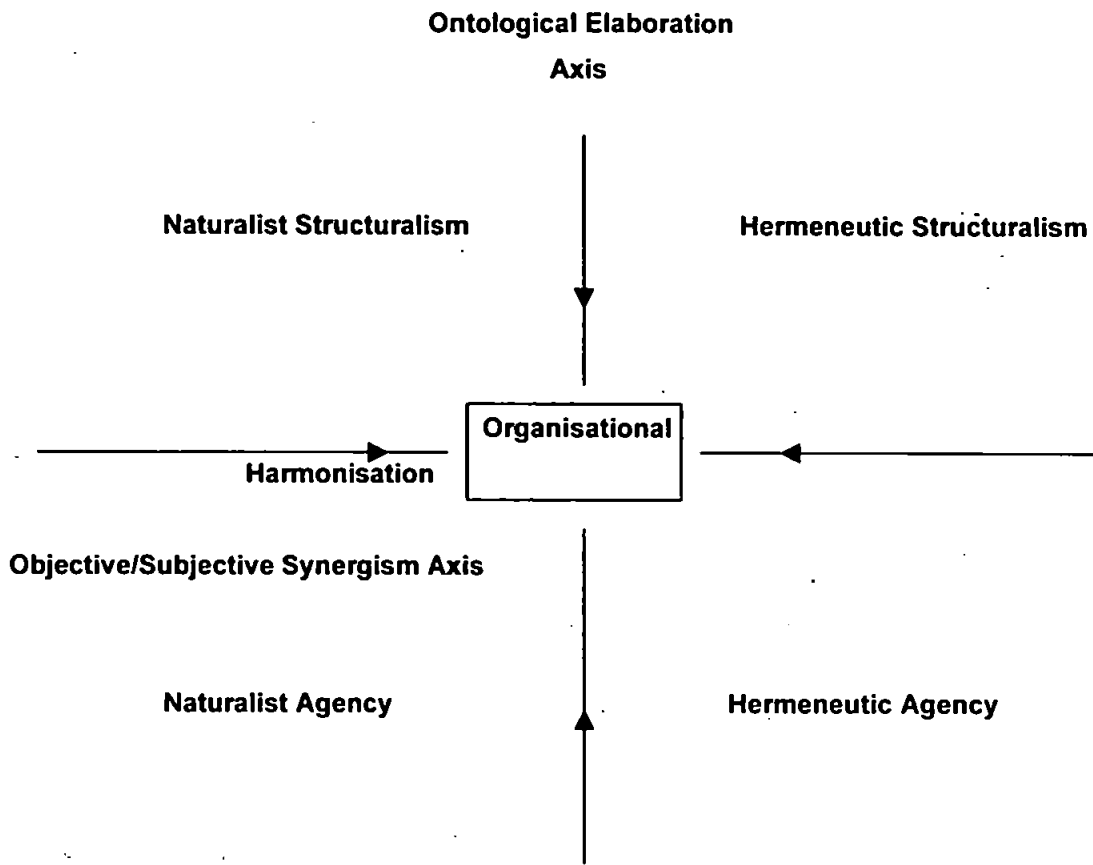 Ontological Elaboration
Axis
Naturalist Structuralism
Hermeneutic Structuralism
Organisational
Harmonisation
Objective/Subjective Synergism Axis
Naturalist Agency
Hermeneutic Agency